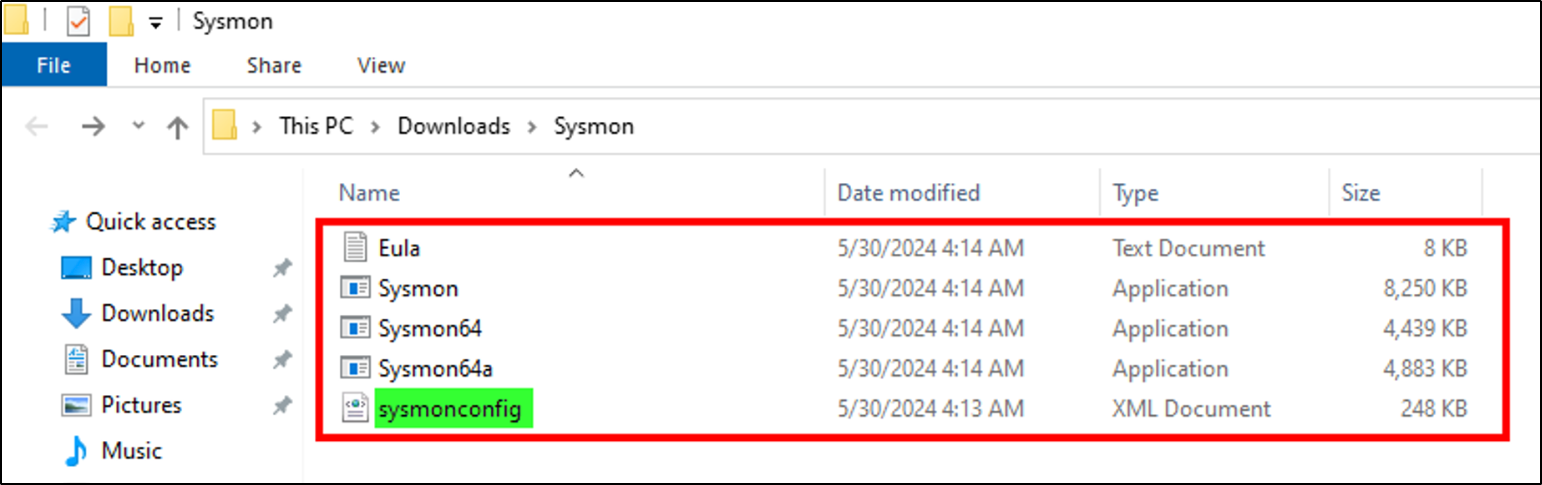 Sysmon
File Home Share View
This PC > Downloads > Sysmon
Name Date modified Type Size
Quick access
Desktop
Downloads
Documents
Pictures
Music
Eula 5/30/2024 4:14 AM Text Document 8 KB
Sysmon 5/30/2024 4:14 AM Application 8,250 KB
Sysmon64 5/30/2024 4:14 AM Application 4,439 KB
Sysmon64a 5/30/2024 4:14 AM Application 4,883 KB
sysmonconfig 5/30/2024 4:13 AM XML Document 248 KB